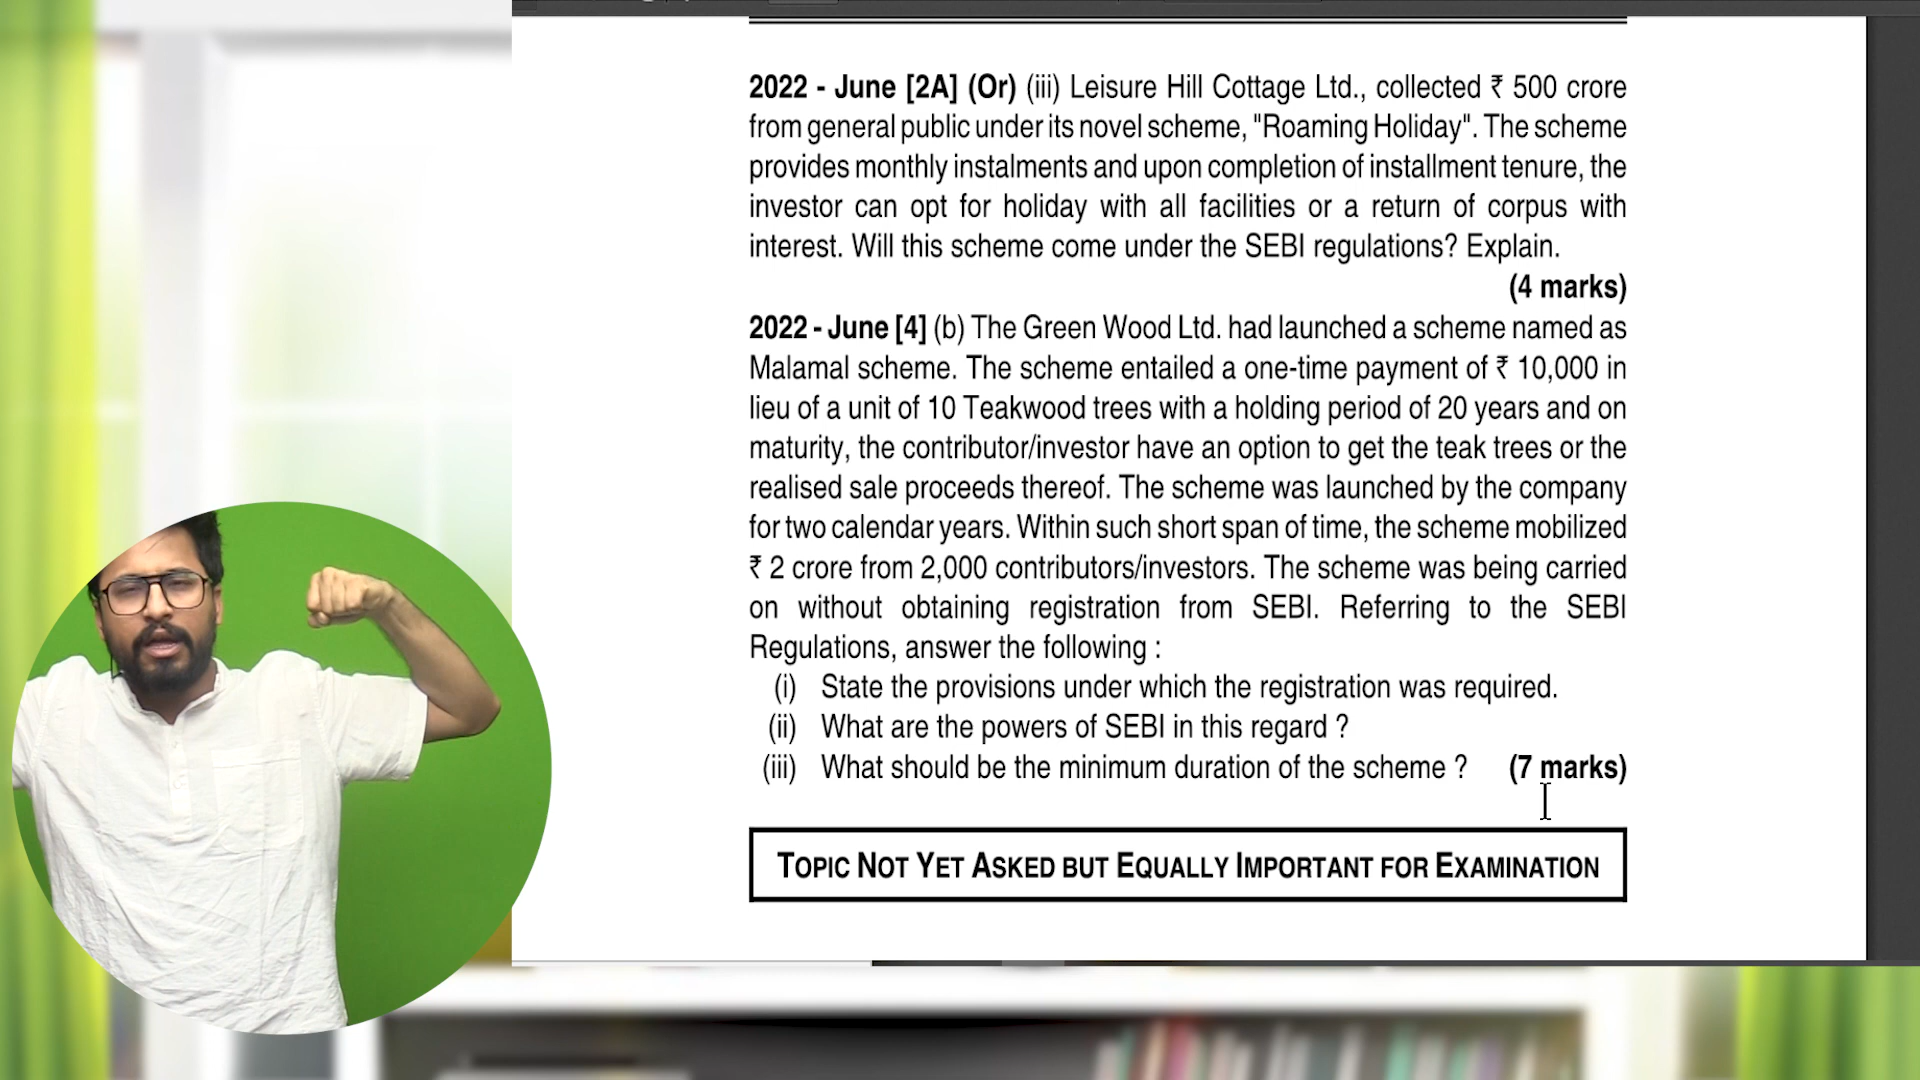 2022 - June [2A] (Or) (iii) Leisure Hill Cottage Ltd., collected ₹ 500 crore
from general public under its novel scheme, "Roaming Holiday". The scheme
provides monthly instalments and upon completion of installment tenure, the
investor can opt for holiday with all facilities or a return of corpus with
interest. Will this scheme come under the SEBI regulations? Explain.
(4 marks)
2022 - June [4] (b) The Green Wood Ltd. had launched a scheme named as
Malamal scheme. The scheme entailed a one-time payment of ₹ 10,000 in
lieu of a unit of 10 Teakwood trees with a holding period of 20 years and on
maturity, the contributor/investor have an option to get the teak trees or the
realised sale proceeds thereof. The scheme was launched by the company
for two calendar years. Within such short span of time, the scheme mobilized
₹ 2 crore from 2,000 contributors/investors. The scheme was being carried
on without obtaining registration from SEBI. Referring to the SEBI
Regulations, answer the following :
(i) State the provisions under which the registration was required.
(ii) What are the powers of SEBI in this regard ?
(iii) What should be the minimum duration of the scheme ? (7 marks)
TOPIC NOT YET ASKED BUT EQUALLY IMPORTANT FOR EXAMINATION